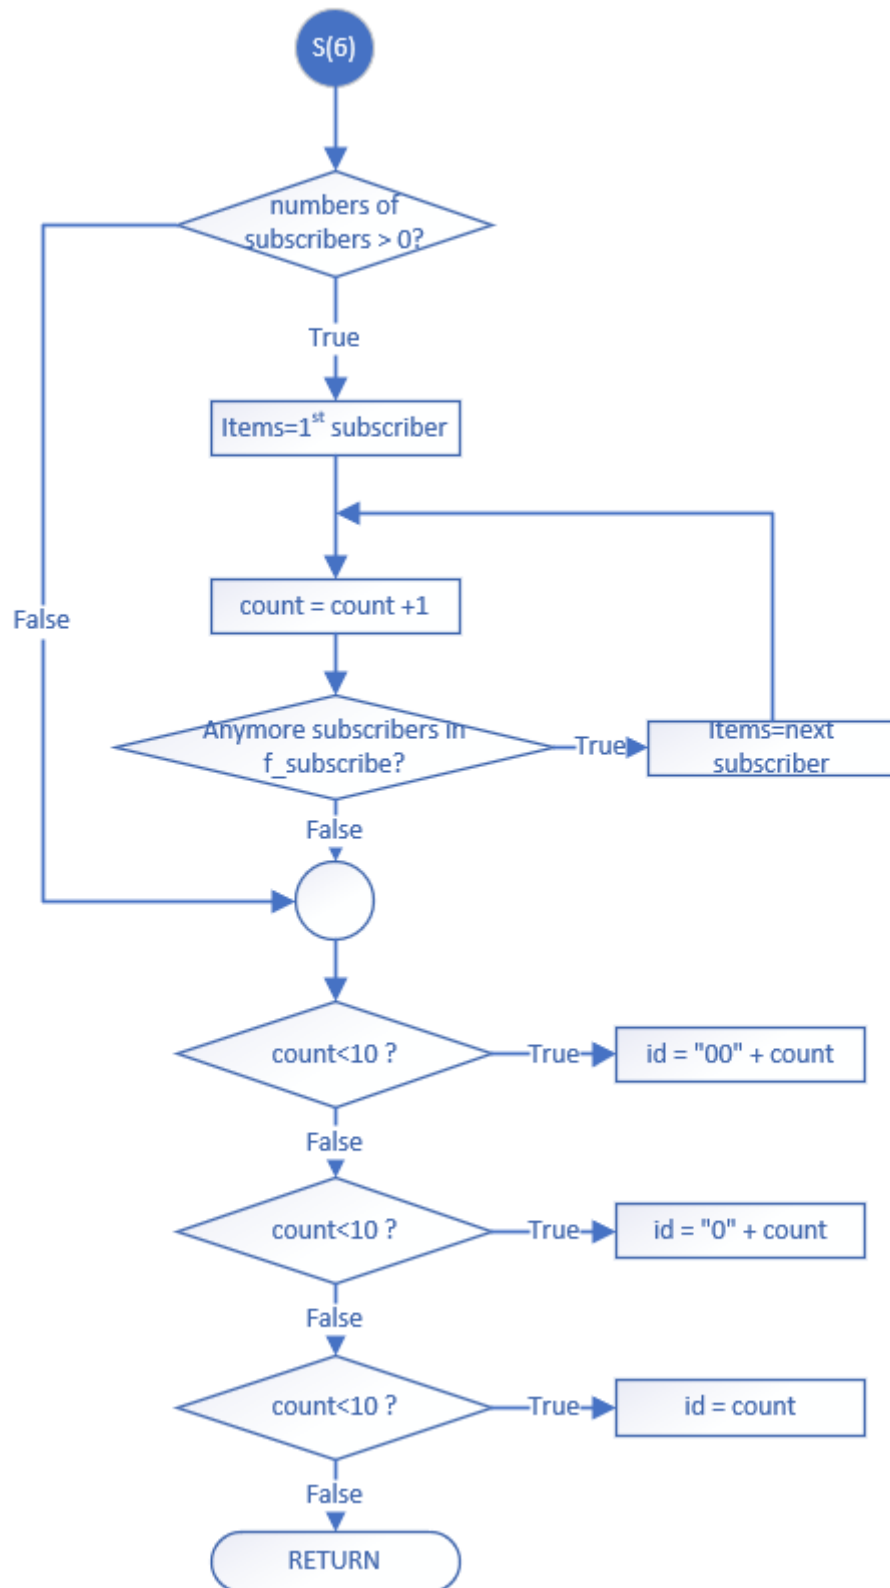 S(6)
numbers of
subscribers > 0?
True
Items=1st subscriber
count = count +1
False
Anymore subscribers in
f_subscribe?
True
Items=next
subscriber
False
count<10 ?
True
id = "00" + count
False
count<10 ?
True
id = "0" + count
False
count<10 ?
True
id = count
False
RETURN